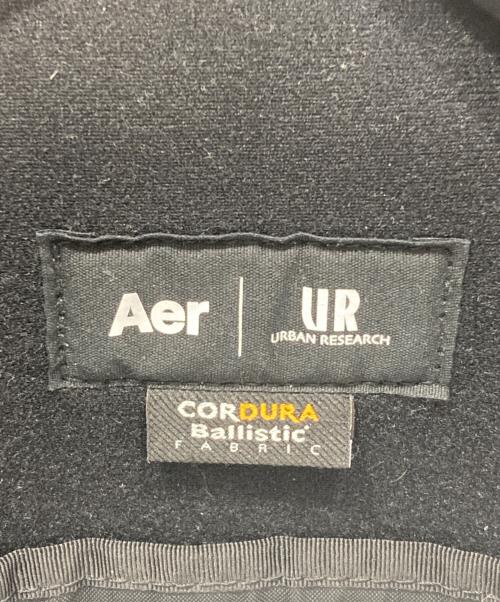 Aer | UR
URBAN RESEARCH
CORDURA
Ballistic®
FABRIC